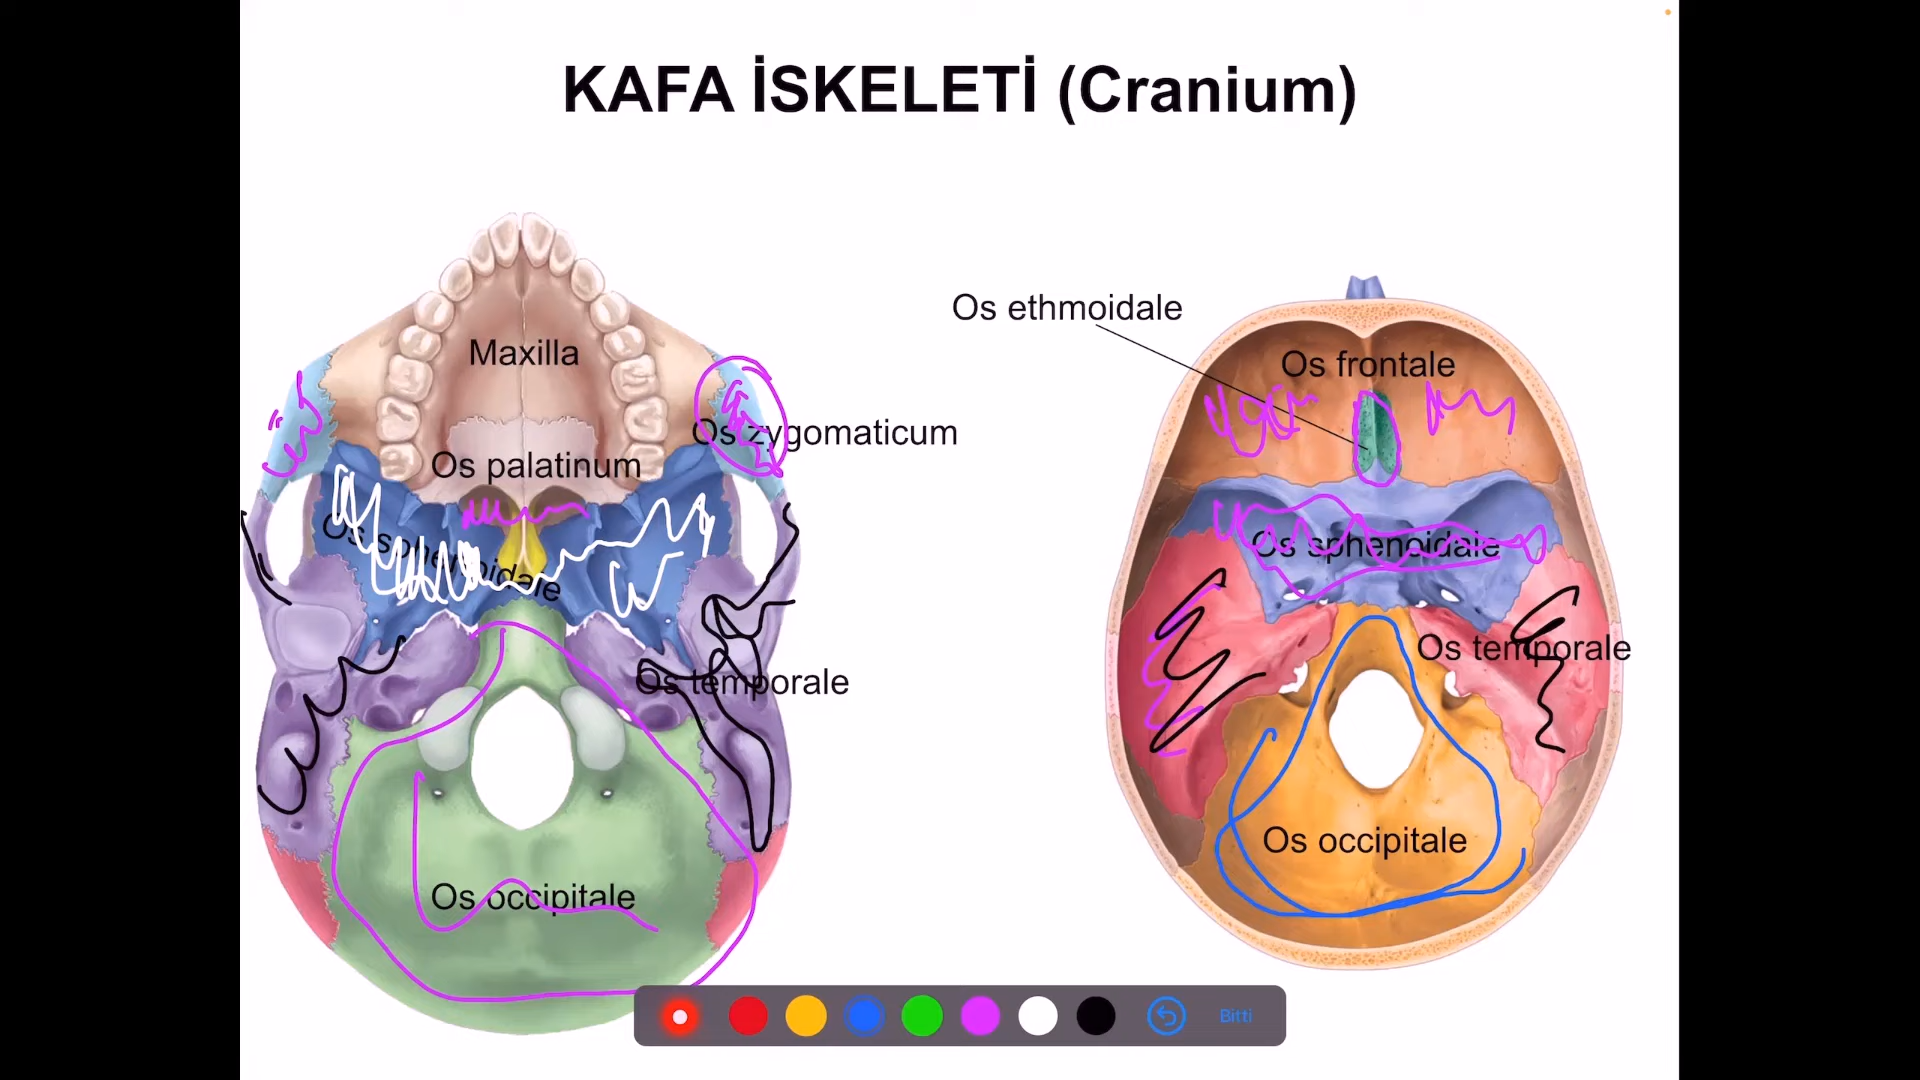 KAFA İSKELETİ (Cranium)
Maxilla
Os zygomaticum
Os palatinum
Os sphenoidale
Os temporale
Os occipitale
Os ethmoidale
Os frontale
Os sphenoidale
Os temporale
Os occipitale
Bitti